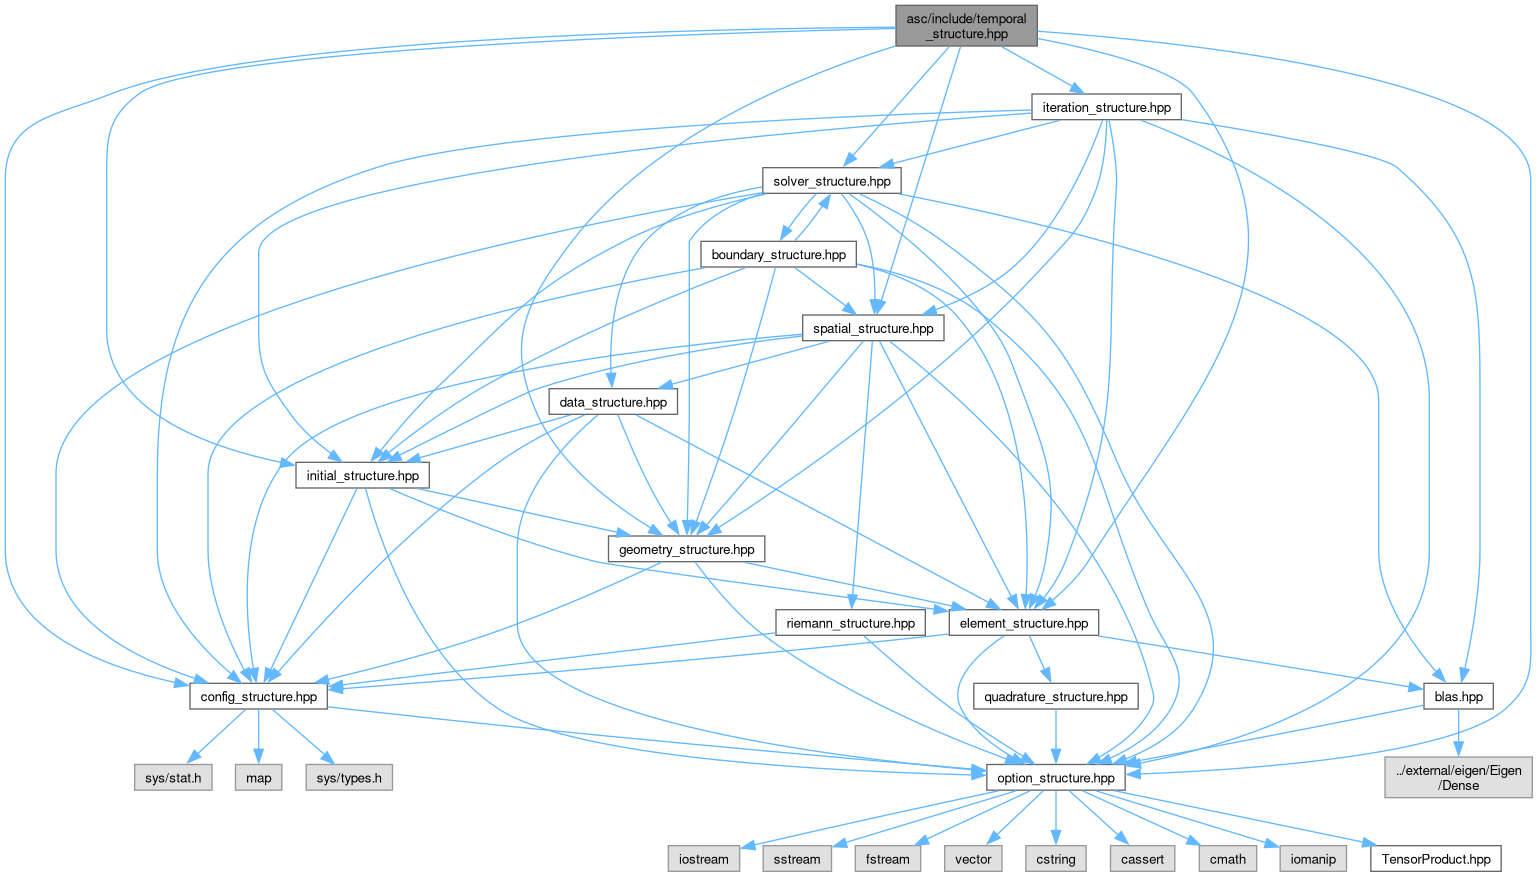 asc/include/temporal
_structure.hpp
iteration_structure.hpp
solver_structure.hpp
boundary_structure.hpp
spatial_structure.hpp
data_structure.hpp
initial_structure.hpp
geometry_structure.hpp
riemann_structure.hpp
element_structure.hpp
config_structure.hpp
quadrature_structure.hpp
blas.hpp
sys/stat.h
map
sys/types.h
option_structure.hpp
../external/eigen/Eigen
/Dense
iostream
sstream
fstream
vector
cstring
cassert
cmath
iomanip
TensorProduct.hpp